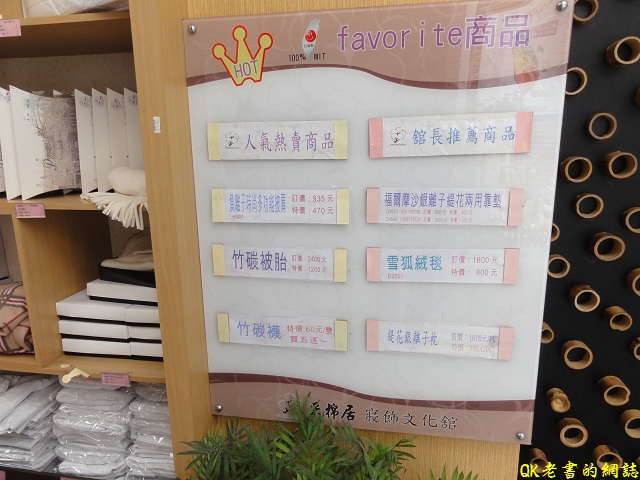 HOT
100% MIT
favorite商品
人氣熱賣商品
舘長推薦商品
負離子時尚多功能披肩
訂價:935元
特價:470元
福爾摩沙銀離子提花兩用靠墊
竹碳被胎
訂價:2400元
特價:1200元
雪狐絨毯
訂價:1600元
特價:800元
竹碳襪
特價:60元/雙
買五送一
提花銀離子枕
棉居 寢飾文化舘
QK老書的網誌